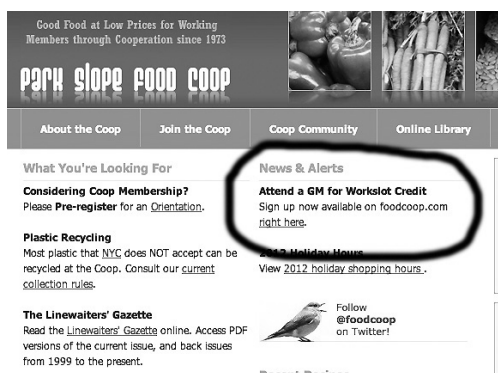 Good Food at Low Prices for Working
Members through Cooperation since 1973
PARK SLOPE FOOD COOP
About the Coop
Join the Coop
Coop Community
Online Library
What You're Looking For
Considering Coop Membership?
Please Pre-register for an Orientation.
Plastic Recycling
Most plastic that NYC does NOT accept can be
recycled at the Coop. Consult our current
collection rules.
The Linewaiters' Gazette
Read the Linewaiters' Gazette online. Access PDF
versions of the current issue, and back issues
from 1999 to the present.
News & Alerts
Attend a GM for Workslot Credit
Sign up now available on foodcoop.com
right here.
2012 Holiday Hours
View 2012 holiday shopping hours .
Follow
@foodcoop
on Twitter!